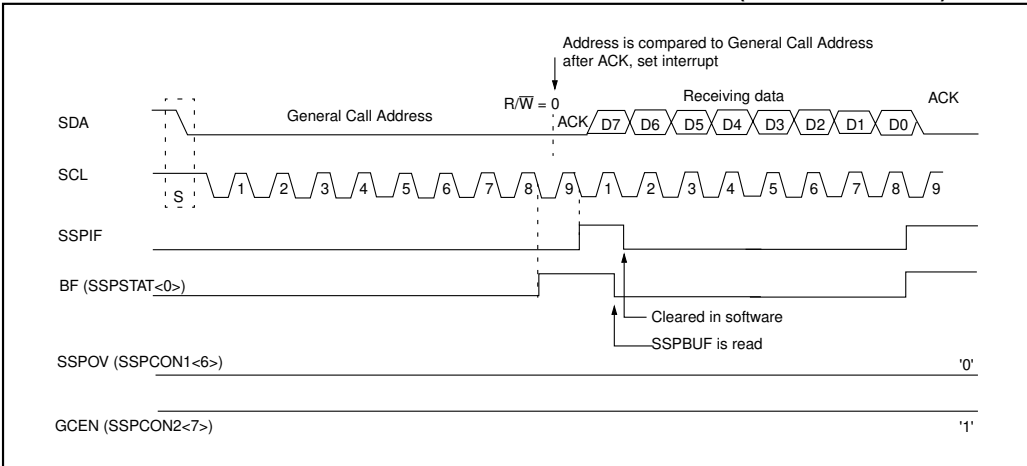 Address is compared to General Call Address
after ACK, set interrupt
R/W̅ = 0
Receiving data
ACK
SDA
General Call Address
ACK
D7 D6 D5 D4 D3 D2 D1 D0
SCL
S
1 2 3 4 5 6 7 8 9 1 2 3 4 5 6 7 8 9
SSPIF
BF (SSPSTAT<0>)
Cleared in software
SSPBUF is read
SSPOV (SSPCON1<6>)
'0'
GCEN (SSPCON2<7>)
'1'